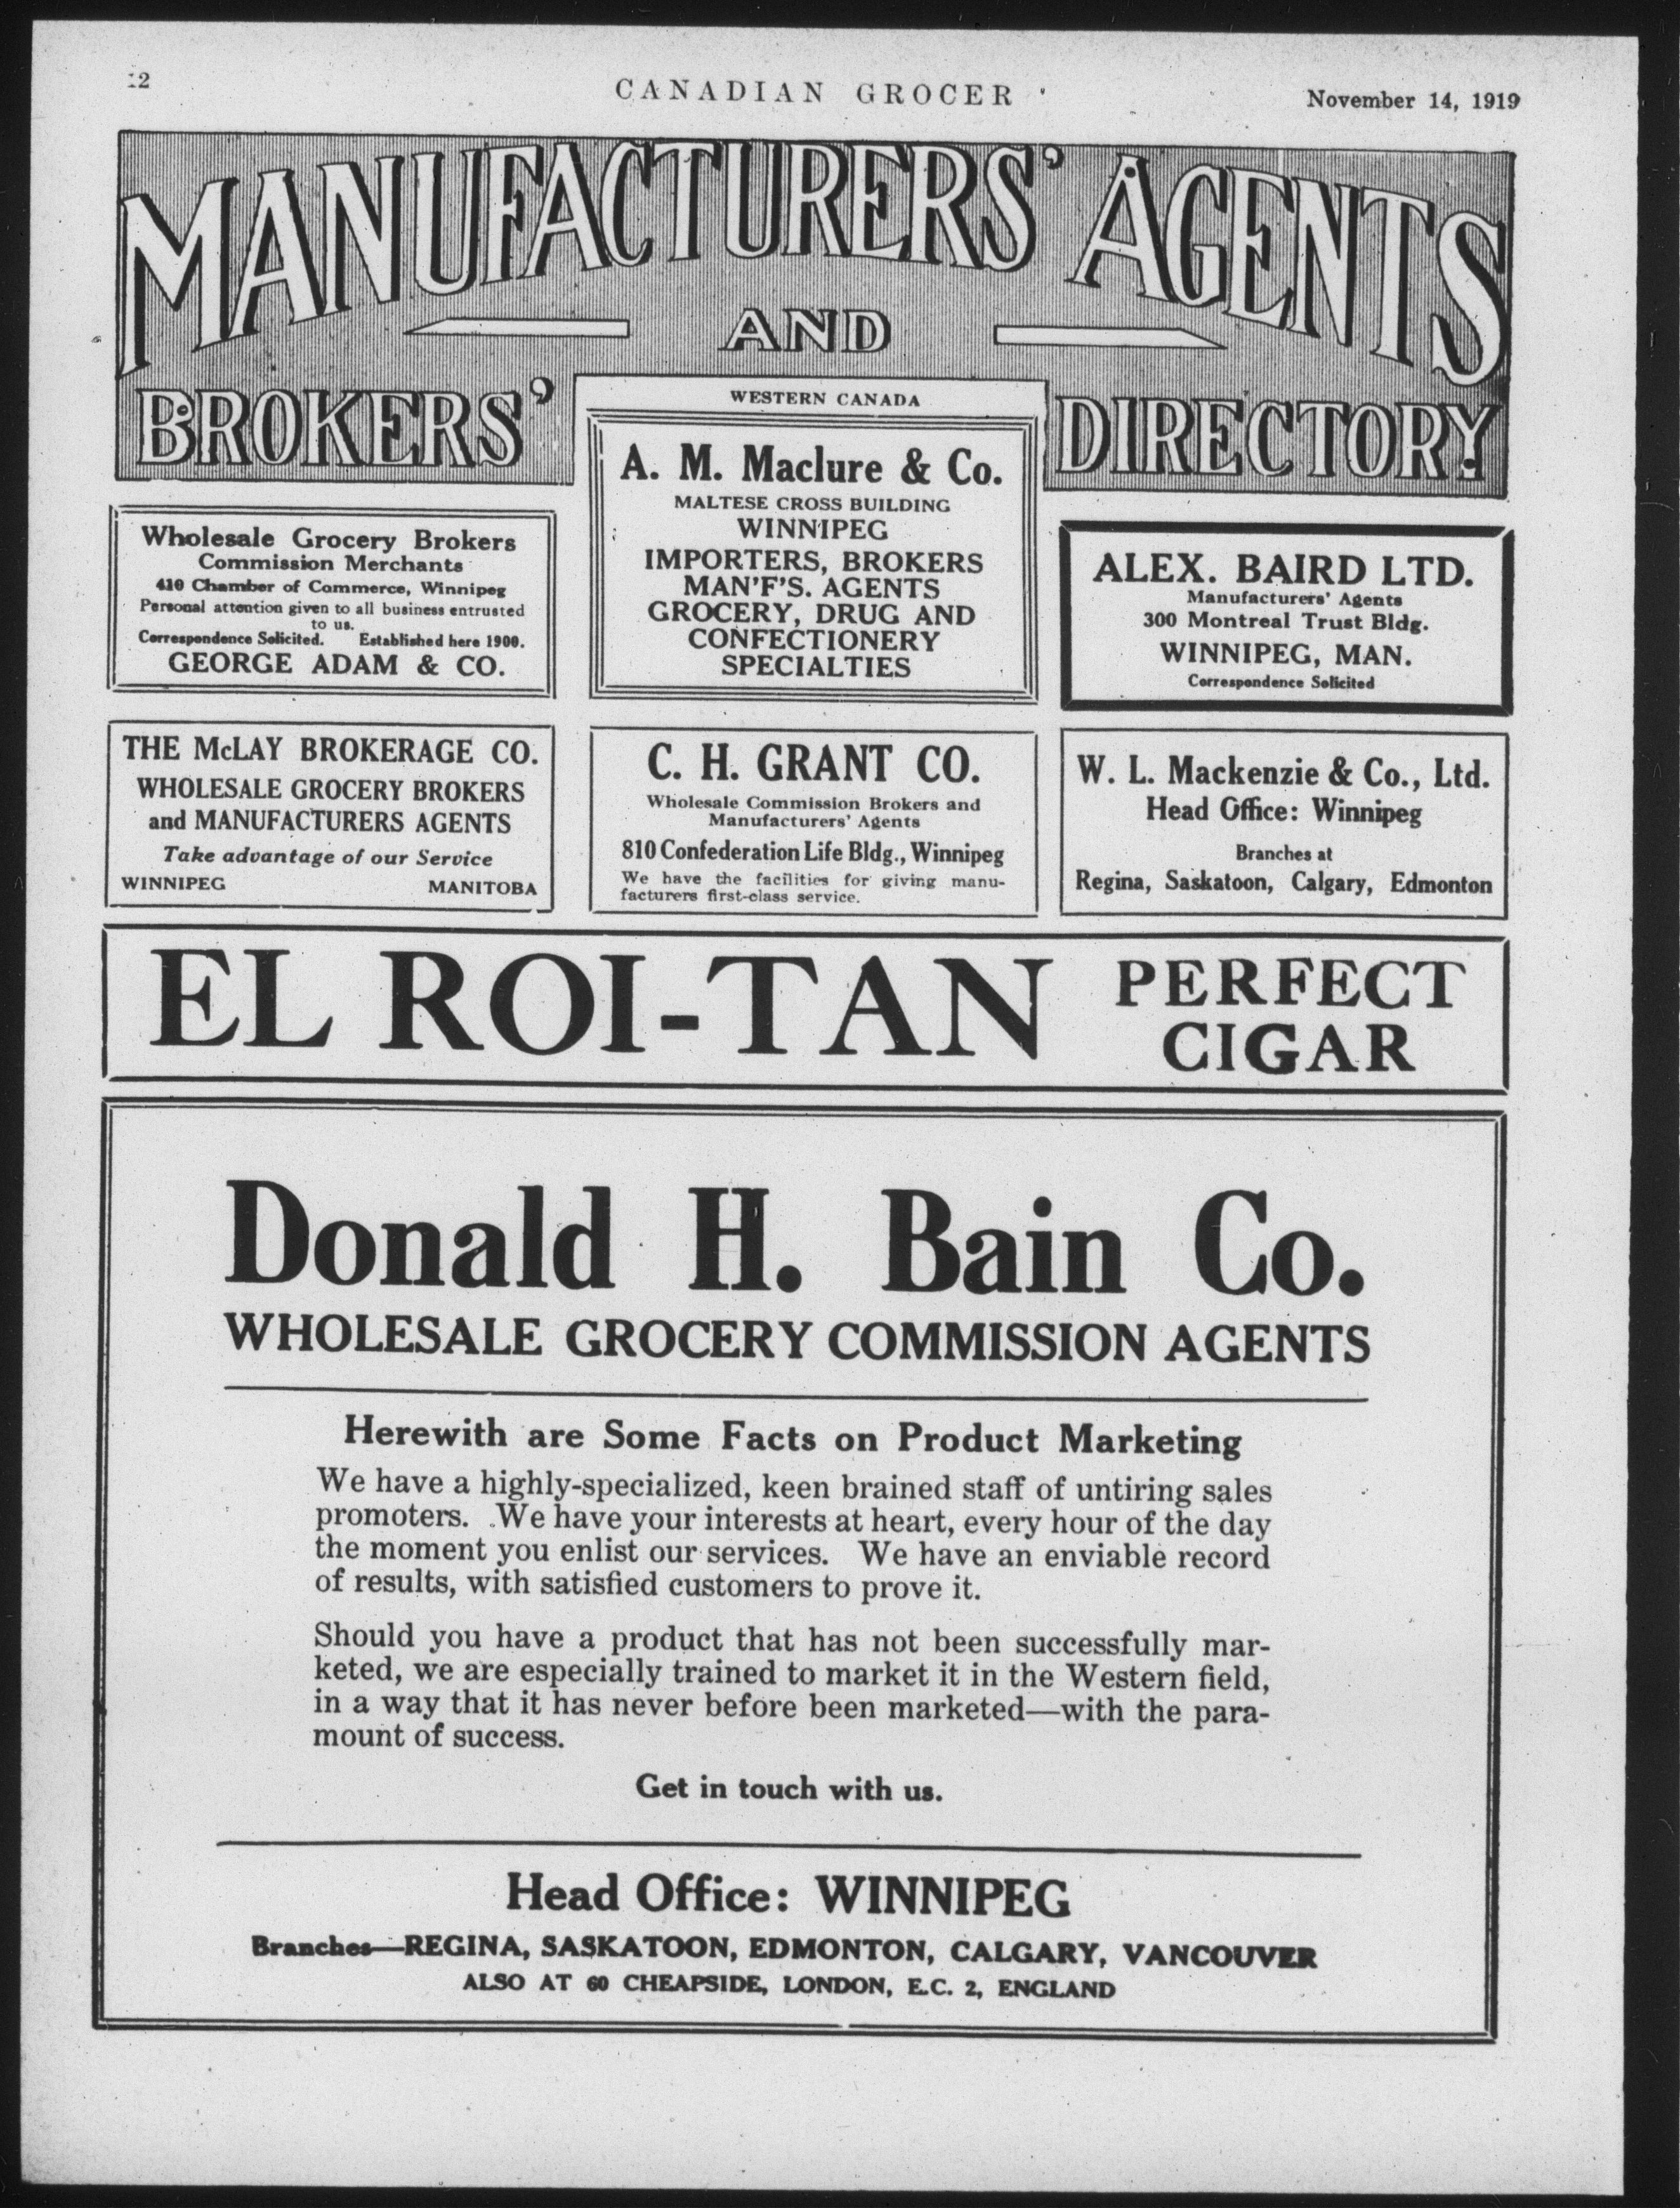 12
CANADIAN GROCER
November 14, 1919
MANUFACTURERS' AGENTS
AND
BROKERS' DIRECTORY
WESTERN CANADA
Wholesale Grocery Brokers
Commission Merchants
410 Chamber of Commerce, Winnipeg
Personal attention given to all business entrusted
to us.
Correspondence Solicited. Established here 1900.
GEORGE ADAM & CO.
A. M. Maclure & Co.
MALTESE CROSS BUILDING
WINNIPEG
IMPORTERS, BROKERS
MAN'F'S. AGENTS
GROCERY, DRUG AND
CONFECTIONERY
SPECIALTIES
ALEX. BAIRD LTD.
Manufacturers' Agents
300 Montreal Trust Bldg.
WINNIPEG, MAN.
Correspondence Solicited
THE McLAY BROKERAGE CO.
WHOLESALE GROCERY BROKERS
and MANUFACTURERS AGENTS
Take advantage of our Service
WINNIPEG MANITOBA
C. H. GRANT CO.
Wholesale Commission Brokers and
Manufacturers' Agents
810 Confederation Life Bldg., Winnipeg
We have the facilities for giving manu-
facturers first-class service.
W. L. Mackenzie & Co., Ltd.
Head Office: Winnipeg
Branches at
Regina, Saskatoon, Calgary, Edmonton
EL ROI-TAN PERFECT
CIGAR
Donald H. Bain Co.
WHOLESALE GROCERY COMMISSION AGENTS
Herewith are Some Facts on Product Marketing
We have a highly-specialized, keen brained staff of untiring sales
promoters. We have your interests at heart, every hour of the day
the moment you enlist our services. We have an enviable record
of results, with satisfied customers to prove it.
Should you have a product that has not been successfully mar-
keted, we are especially trained to market it in the Western field,
in a way that it has never before been marketed—with the para-
mount of success.
Get in touch with us.
Head Office: WINNIPEG
Branches—REGINA, SASKATOON, EDMONTON, CALGARY, VANCOUVER
ALSO AT 60 CHEAPSIDE, LONDON, E.C. 2, ENGLAND